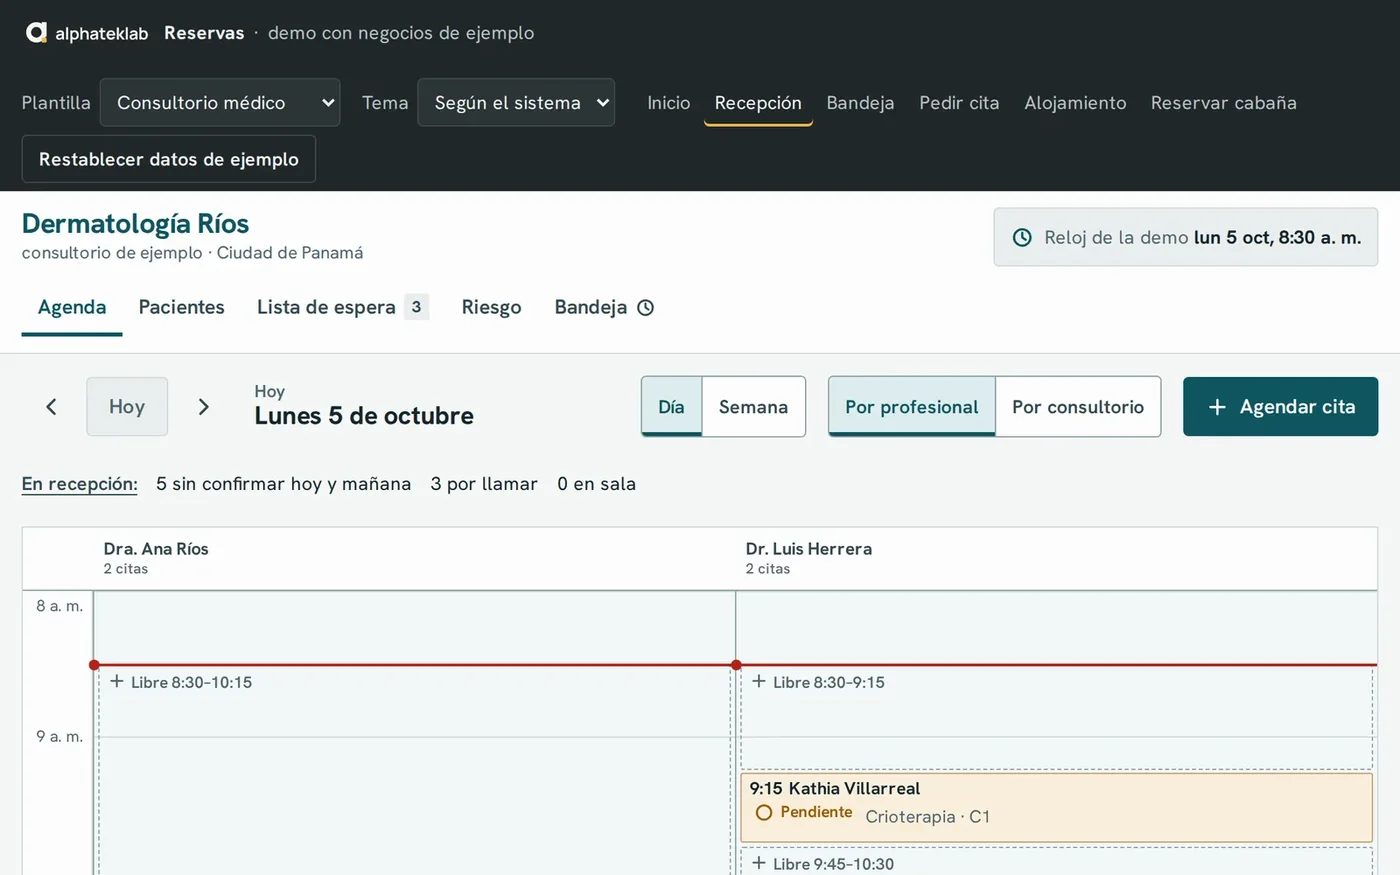 alphateklab Reservas · demo con negocios de ejemplo
Plantilla Consultorio médico Tema Según el sistema Inicio Recepción Bandeja Pedir cita Alojamiento Reservar cabaña
Restablecer datos de ejemplo
Dermatología Ríos
consultorio de ejemplo · Ciudad de Panamá
Reloj de la demo lun 5 oct, 8:30 a. m.
Agenda Pacientes Lista de espera 3 Riesgo Bandeja
Hoy
Hoy
Lunes 5 de octubre
Día Semana Por profesional Por consultorio + Agendar cita
En recepción: 5 sin confirmar hoy y mañana 3 por llamar 0 en sala
Dra. Ana Ríos
2 citas
Dr. Luis Herrera
2 citas
8 a. m.
+ Libre 8:30–10:15
+ Libre 8:30–9:15
9 a. m.
9:15 Kathia Villarreal
Pendiente Crioterapia · C1
+ Libre 9:45–10:30